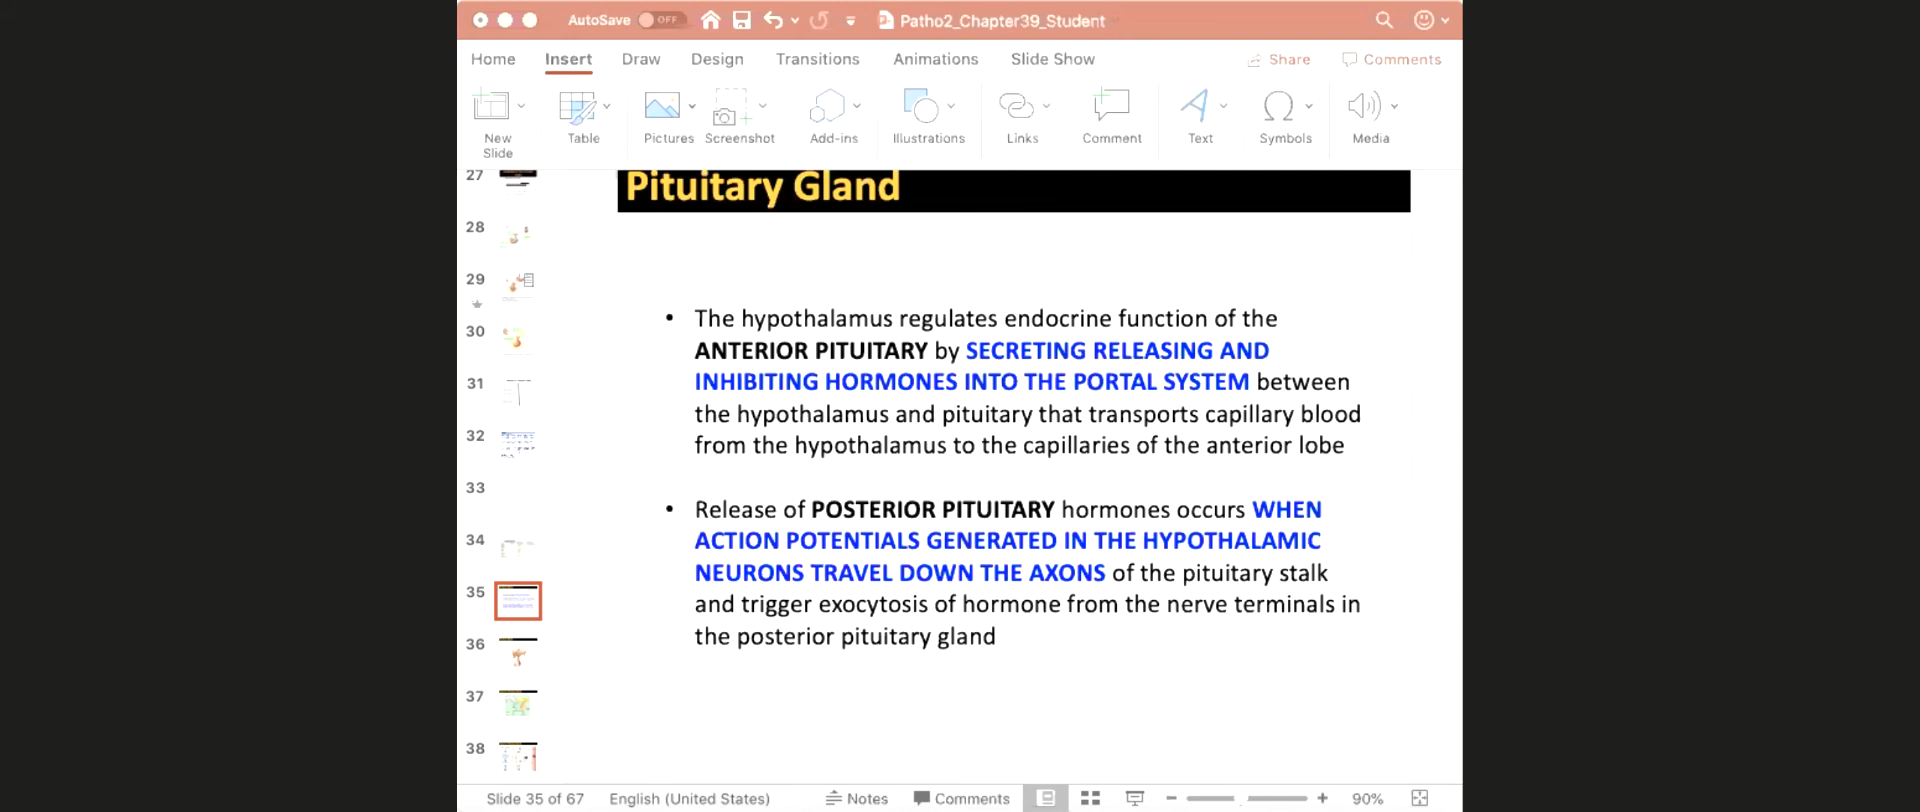 AutoSave OFF Patho2_Chapter39_Student
Home Insert Draw Design Transitions Animations Slide Show Share Comments
New Slide Table Pictures Screenshot Add-ins Illustrations Links Comment Text Symbols Media
27
28
29
30
31
32
33
34
35
36
37
38
Pituitary Gland
• The hypothalamus regulates endocrine function of the
ANTERIOR PITUITARY by SECRETING RELEASING AND
INHIBITING HORMONES INTO THE PORTAL SYSTEM between
the hypothalamus and pituitary that transports capillary blood
from the hypothalamus to the capillaries of the anterior lobe
• Release of POSTERIOR PITUITARY hormones occurs WHEN
ACTION POTENTIALS GENERATED IN THE HYPOTHALAMIC
NEURONS TRAVEL DOWN THE AXONS of the pituitary stalk
and trigger exocytosis of hormone from the nerve terminals in
the posterior pituitary gland
Slide 35 of 67 English (United States) Notes Comments 90%